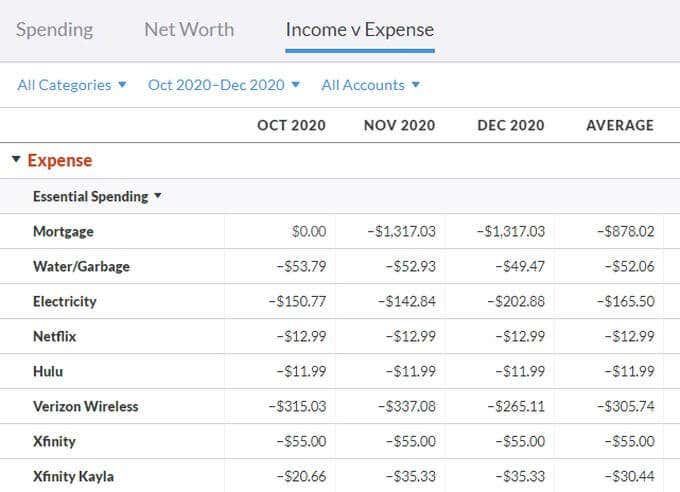 Spending Net Worth Income v Expense
All Categories ▼ Oct 2020–Dec 2020 ▼ All Accounts ▼
OCT 2020 NOV 2020 DEC 2020 AVERAGE
▼ Expense
Essential Spending ▼
Mortgage $0.00 –$1,317.03 –$1,317.03 –$878.02
Water/Garbage –$53.79 –$52.93 –$49.47 –$52.06
Electricity –$150.77 –$142.84 –$202.88 –$165.50
Netflix –$12.99 –$12.99 –$12.99 –$12.99
Hulu –$11.99 –$11.99 –$11.99 –$11.99
Verizon Wireless –$315.03 –$337.08 –$265.11 –$305.74
Xfinity –$55.00 –$55.00 –$55.00 –$55.00
Xfinity Kayla –$20.66 –$35.33 –$35.33 –$30.44